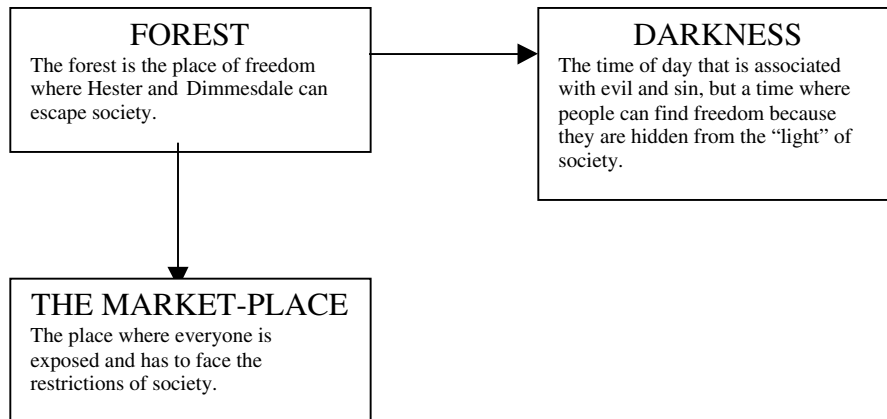 FOREST
The forest is the place of freedom
where Hester and Dimmesdale can
escape society.
DARKNESS
The time of day that is associated
with evil and sin, but a time where
people can find freedom because
they are hidden from the “light” of
society.
THE MARKET-PLACE
The place where everyone is
exposed and has to face the
restrictions of society.